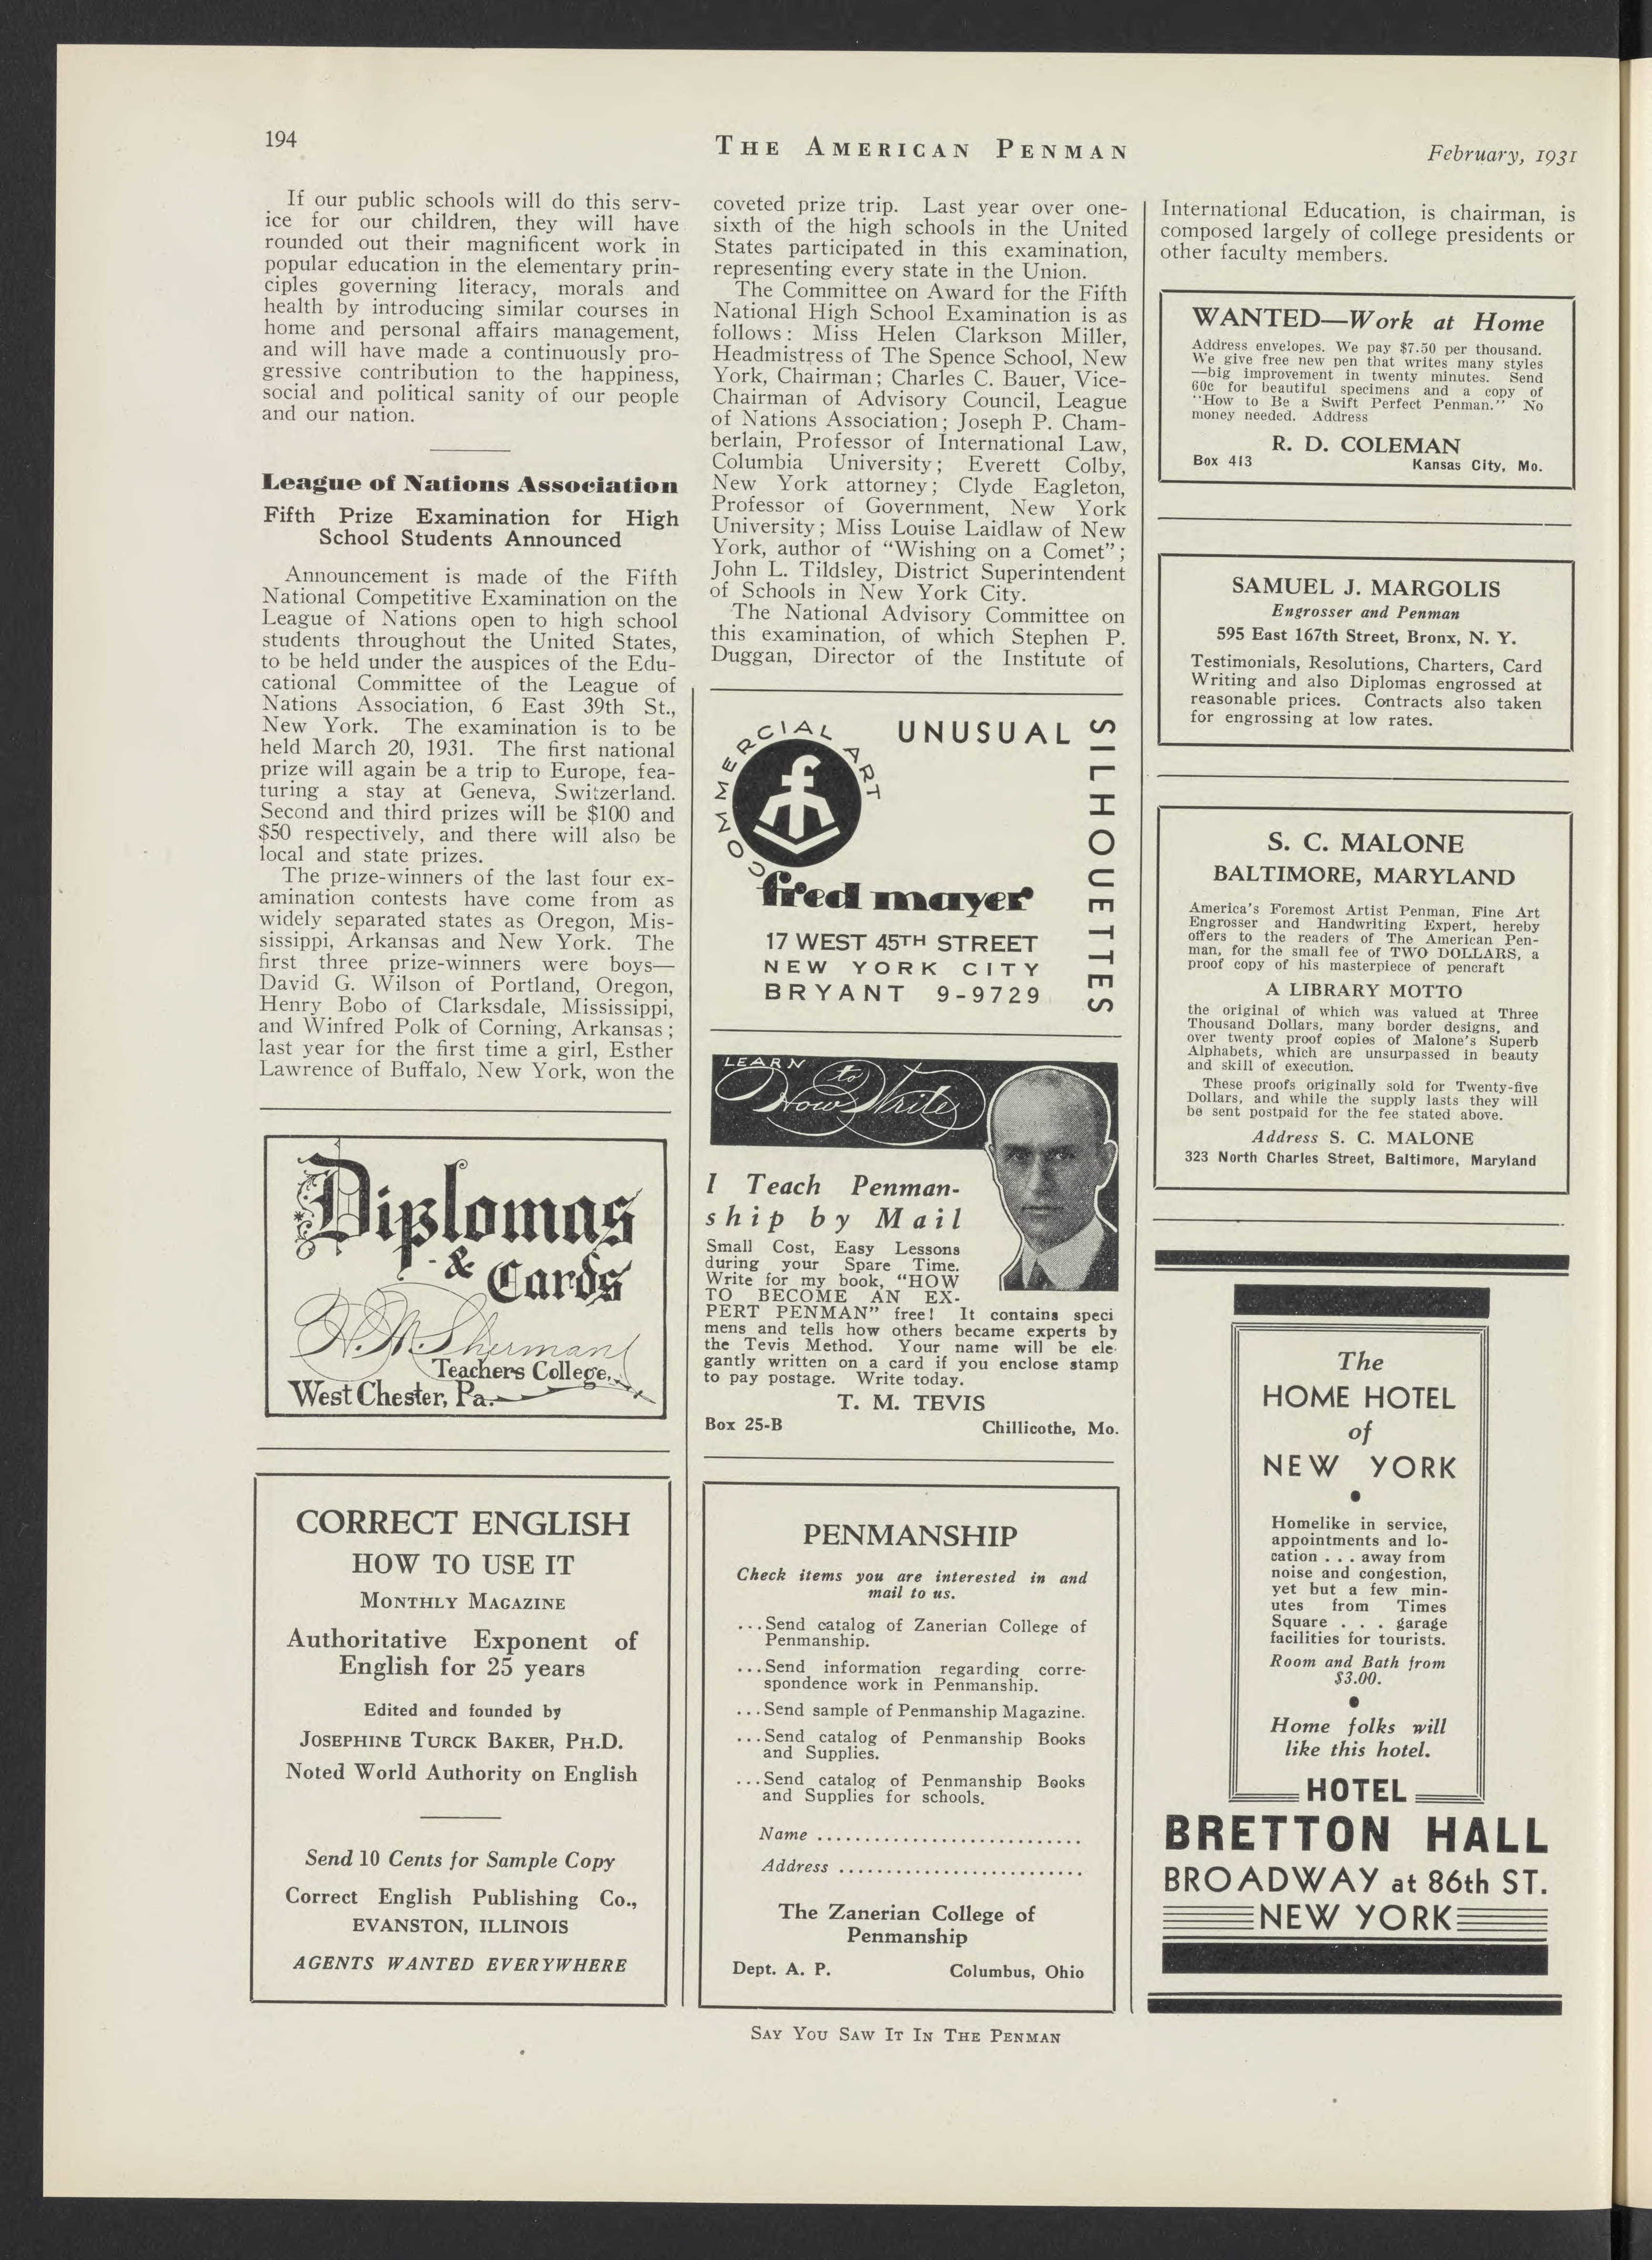 194
THE AMERICAN PENMAN
February, 1931
If our public schools will do this serv-
ice for our children, they will have
rounded out their magnificent work in
popular education in the elementary prin-
ciples governing literacy, morals and
health by introducing similar courses in
home and personal affairs management,
and will have made a continuously pro-
gressive contribution to the happiness,
social and political sanity of our people
and our nation.
League of Nations Association
Fifth Prize Examination for High
School Students Announced
Announcement is made of the Fifth
National Competitive Examination on the
League of Nations open to high school
students throughout the United States,
to be held under the auspices of the Edu-
cational Committee of the League of
Nations Association, 6 East 39th St.,
New York. The examination is to be
held March 20, 1931. The first national
prize will again be a trip to Europe, fea-
turing a stay at Geneva, Switzerland.
Second and third prizes will be $100 and
$50 respectively, and there will also be
local and state prizes.
The prize-winners of the last four ex-
amination contests have come from as
widely separated states as Oregon, Mis-
sissippi, Arkansas and New York. The
first three prize-winners were boys—
David G. Wilson of Portland, Oregon,
Henry Bobo of Clarksdale, Mississippi,
and Winfred Polk of Corning, Arkansas;
last year for the first time a girl, Esther
Lawrence of Buffalo, New York, won the
Diplomas
& Cards
H. M. Sherman
Teachers College,
West Chester, Pa.
CORRECT ENGLISH
HOW TO USE IT
MONTHLY MAGAZINE
Authoritative Exponent of
English for 25 years
Edited and founded by
JOSEPHINE TURCK BAKER, PH.D.
Noted World Authority on English
Send 10 Cents for Sample Copy
Correct English Publishing Co.,
EVANSTON, ILLINOIS
AGENTS WANTED EVERYWHERE
coveted prize trip. Last year over one-
sixth of the high schools in the United
States participated in this examination,
representing every state in the Union.
The Committee on Award for the Fifth
National High School Examination is as
follows: Miss Helen Clarkson Miller,
Headmistress of The Spence School, New
York, Chairman; Charles C. Bauer, Vice-
Chairman of Advisory Council, League
of Nations Association; Joseph P. Cham-
berlain, Professor of International Law,
Columbia University; Everett Colby,
New York attorney; Clyde Eagleton,
Professor of Government, New York
University; Miss Louise Laidlaw of New
York, author of "Wishing on a Comet";
John L. Tildsley, District Superintendent
of Schools in New York City.
The National Advisory Committee on
this examination, of which Stephen P.
Duggan, Director of the Institute of
COMMERCIAL ART
UNUSUAL
SILHOUETTES
f m
fred mayer
17 WEST 45TH STREET
NEW YORK CITY
BRYANT 9-9729
LEARN
How to Write
I Teach Penman-
ship by Mail
Small Cost, Easy Lessons
during your Spare Time.
Write for my book, "HOW
TO BECOME AN EX-
PERT PENMAN" free! It contains speci
mens and tells how others became experts by
the Tevis Method. Your name will be ele-
gantly written on a card if you enclose stamp
to pay postage. Write today.
T. M. TEVIS
Box 25-B Chillicothe, Mo.
PENMANSHIP
Check items you are interested in and
mail to us.
...Send catalog of Zanerian College of
Penmanship.
...Send information regarding corre-
spondence work in Penmanship.
...Send sample of Penmanship Magazine.
...Send catalog of Penmanship Books
and Supplies.
...Send catalog of Penmanship Books
and Supplies for schools.
Name ............................
Address ..........................
The Zanerian College of
Penmanship
Dept. A. P. Columbus, Ohio
International Education, is chairman, is
composed largely of college presidents or
other faculty members.
WANTED—Work at Home
Address envelopes. We pay $7.50 per thousand.
We give free new pen that writes many styles
—big improvement in twenty minutes. Send
60c for beautiful specimens and a copy of
"How to Be a Swift Perfect Penman." No
money needed. Address
R. D. COLEMAN
Box 413 Kansas City, Mo.
SAMUEL J. MARGOLIS
Engrosser and Penman
595 East 167th Street, Bronx, N. Y.
Testimonials, Resolutions, Charters, Card
Writing and also Diplomas engrossed at
reasonable prices. Contracts also taken
for engrossing at low rates.
S. C. MALONE
BALTIMORE, MARYLAND
America's Foremost Artist Penman, Fine Art
Engrosser and Handwriting Expert, hereby
offers to the readers of The American Pen-
man, for the small fee of TWO DOLLARS, a
proof copy of his masterpiece of pencraft
A LIBRARY MOTTO
the original of which was valued at Three
Thousand Dollars, many border designs, and
over twenty proof copies of Malone's Superb
Alphabets, which are unsurpassed in beauty
and skill of execution.
These proofs originally sold for Twenty-five
Dollars, and while the supply lasts they will
be sent postpaid for the fee stated above.
Address S. C. MALONE
323 North Charles Street, Baltimore, Maryland
The
HOME HOTEL
of
NEW YORK
Homelike in service,
appointments and lo-
cation . . . away from
noise and congestion,
yet but a few min-
utes from Times
Square . . . garage
facilities for tourists.
Room and Bath from
$3.00.
Home folks will
like this hotel.
HOTEL
BRETTON HALL
BROADWAY at 86th ST.
NEW YORK
SAY YOU SAW IT IN THE PENMAN